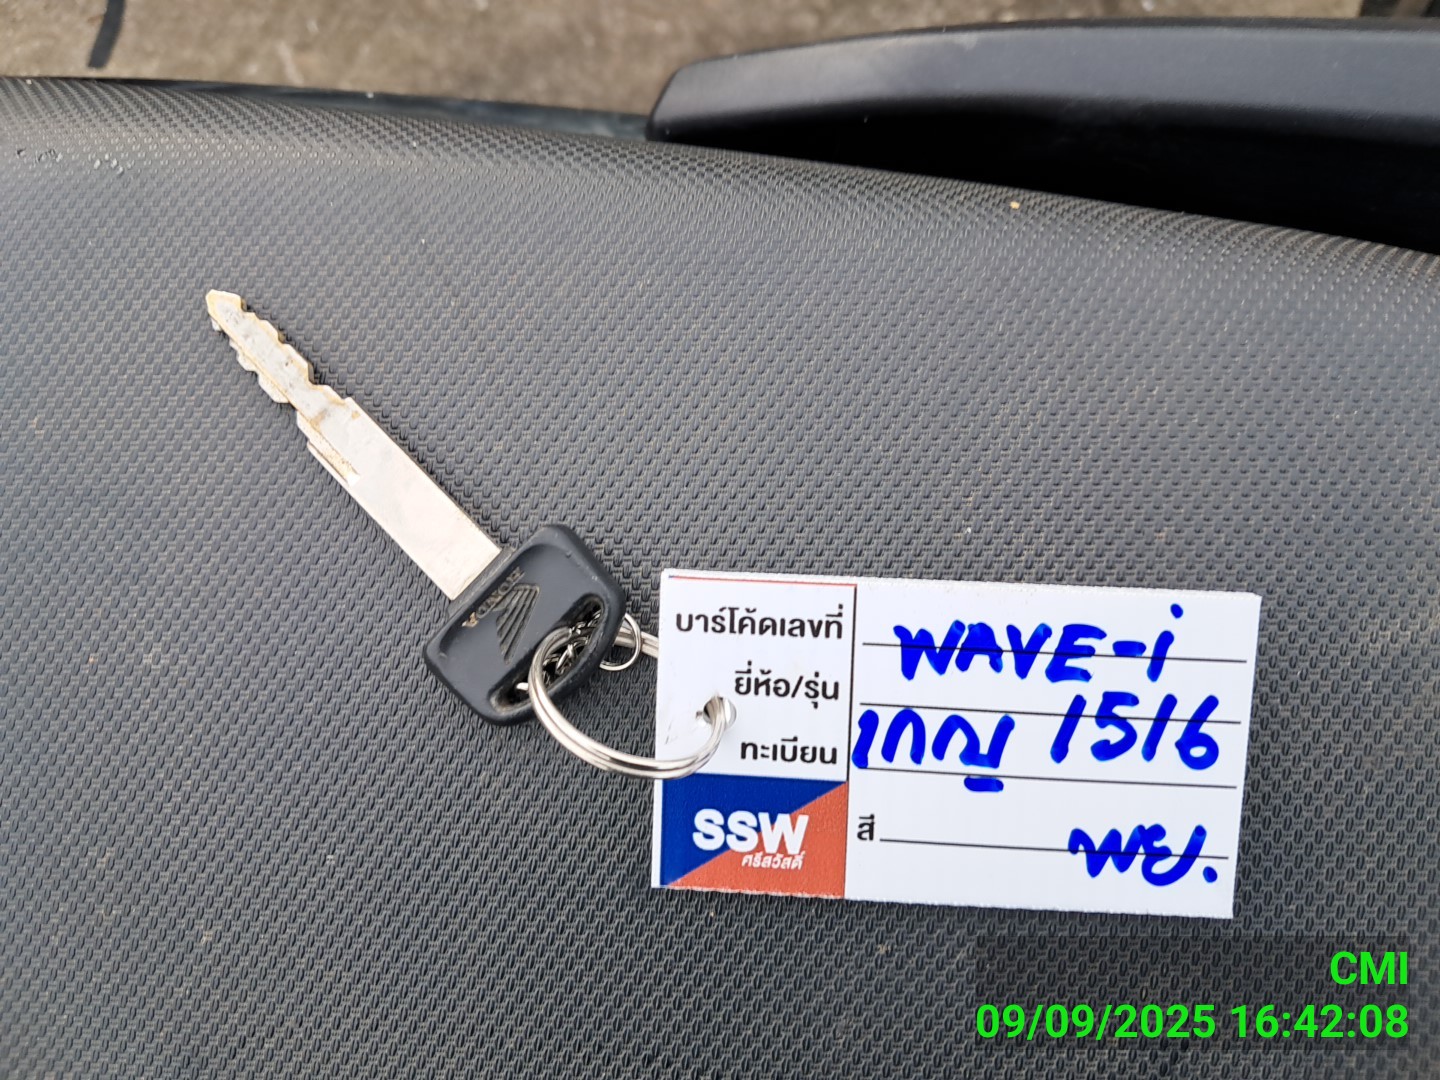 HONDA
บาร์โค้ดเลขที่
WAVE-i
ยี่ห้อ/รุ่น
ทะเบียน
1กญ 1516
SSW
ศรีสวัสดิ์
สี
พย.
CMI
09/09/2025 16:42:08